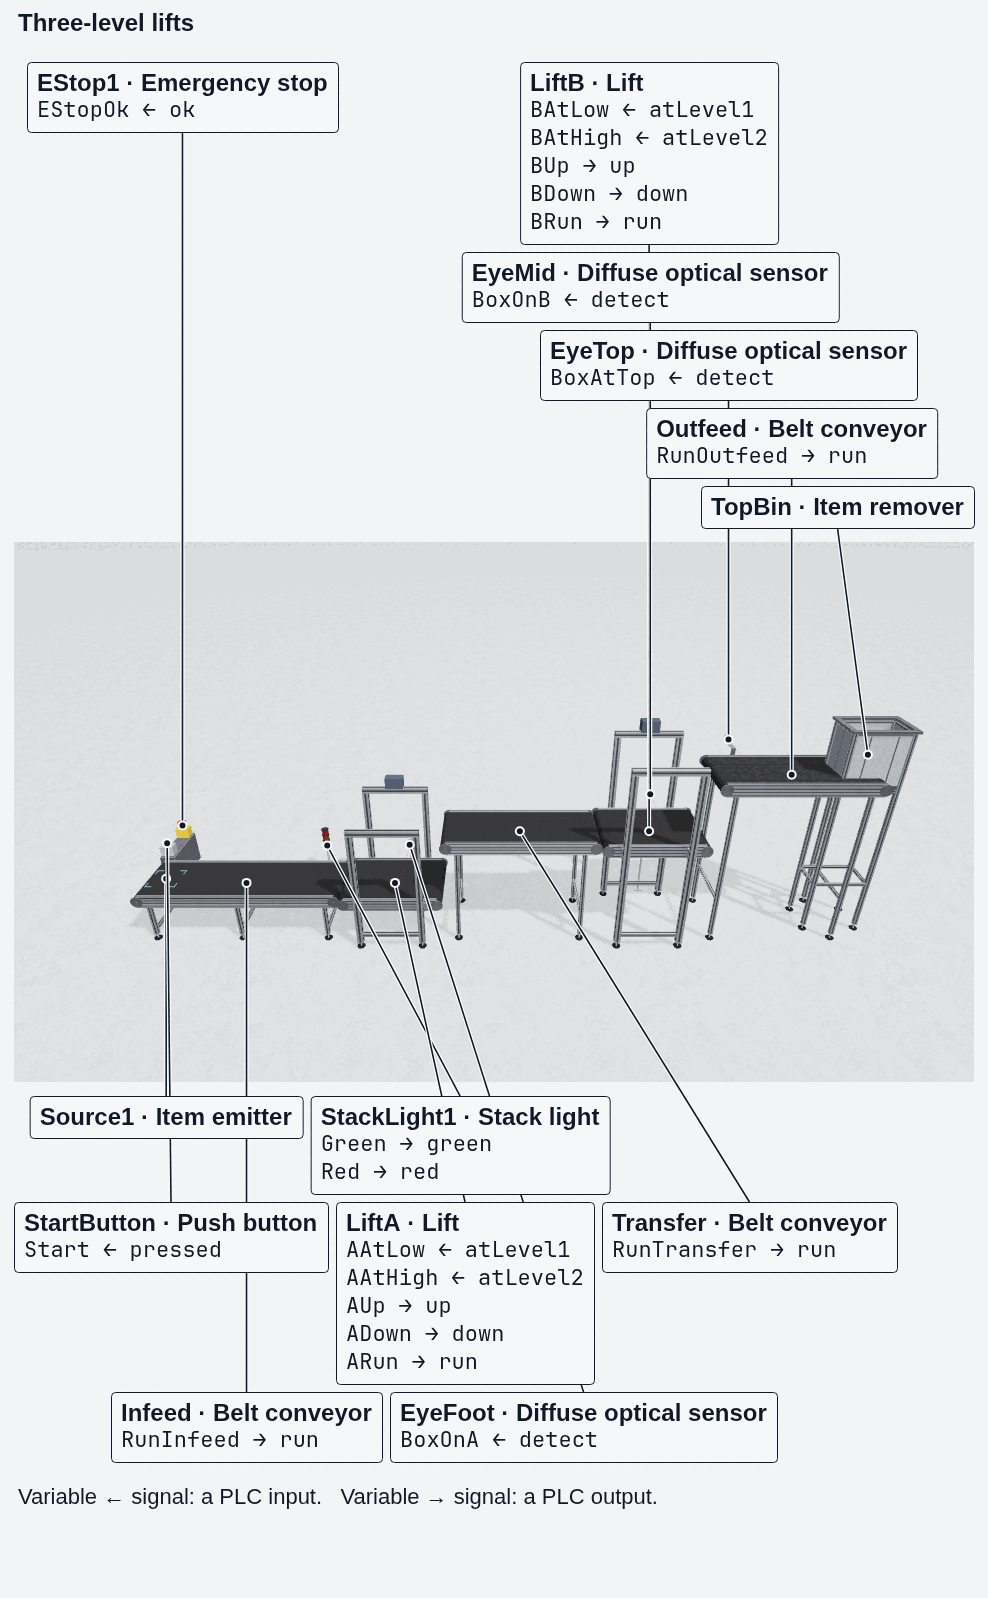 Three-level lifts
EStop1 · Emergency stop
EStopOk ← ok
LiftB · Lift
BAtLow ← atLevel1
BAtHigh ← atLevel2
BUp → up
BDown → down
BRun → run
EyeMid · Diffuse optical sensor
BoxOnB ← detect
EyeTop · Diffuse optical sensor
BoxAtTop ← detect
Outfeed · Belt conveyor
RunOutfeed → run
TopBin · Item remover
Source1 · Item emitter
StackLight1 · Stack light
Green → green
Red → red
StartButton · Push button
Start ← pressed
LiftA · Lift
AAtLow ← atLevel1
AAtHigh ← atLevel2
AUp → up
ADown → down
ARun → run
Transfer · Belt conveyor
RunTransfer → run
Infeed · Belt conveyor
RunInfeed → run
EyeFoot · Diffuse optical sensor
BoxOnA ← detect
Variable ← signal: a PLC input. Variable → signal: a PLC output.